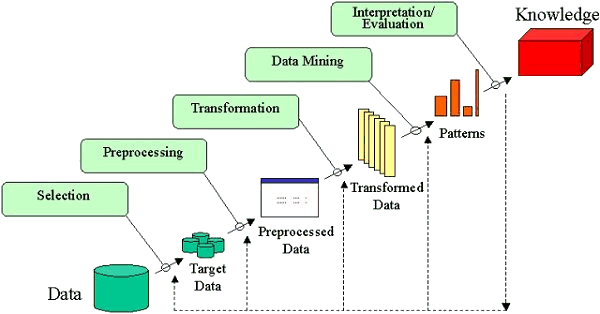 Interpretation/
Evaluation
Knowledge
Data Mining
Transformation
Patterns
Preprocessing
Transformed
Data
Selection
Preprocessed
Data
Target
Data
Data